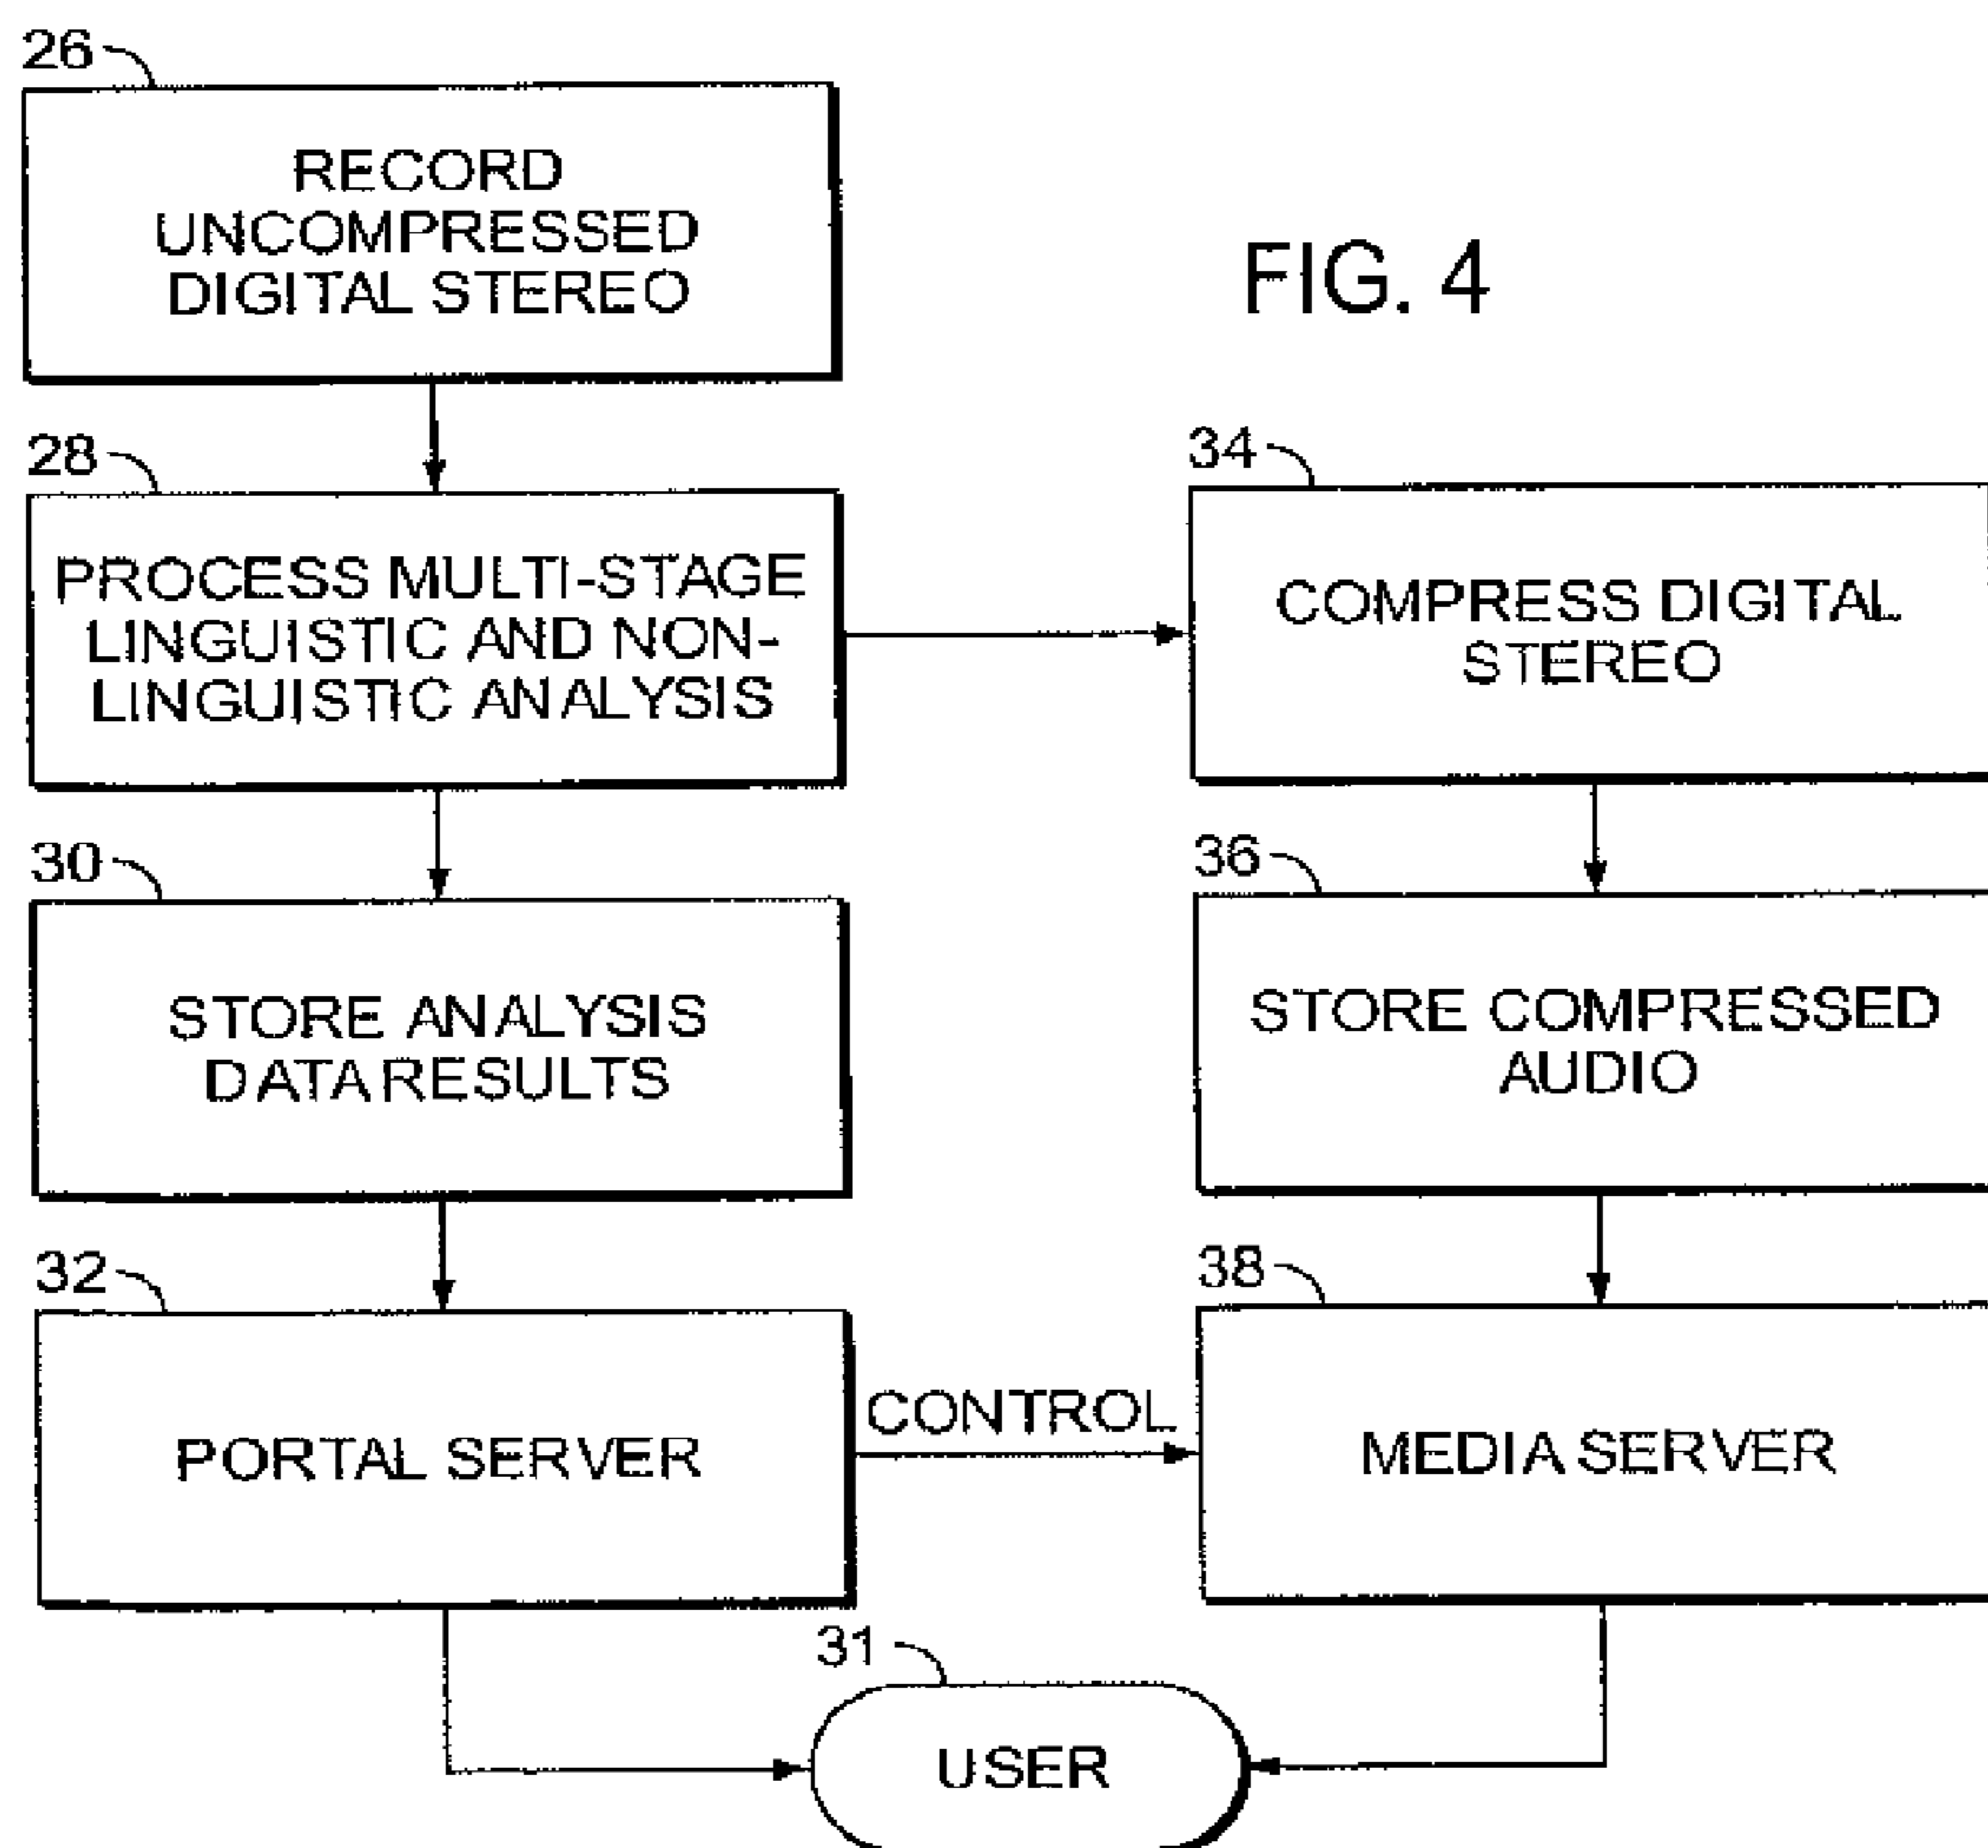 26
RECORD
UNCOMPRESSED
DIGITAL STEREO
FIG. 4
28
PROCESS MULTI-STAGE
LINGUISTIC AND NON-
LINGUISTIC ANALYSIS
34
COMPRESS DIGITAL
STEREO
30
STORE ANALYSIS
DATA RESULTS
36
STORE COMPRESSED
AUDIO
32
PORTAL SERVER
CONTROL
38
MEDIA SERVER
31
USER